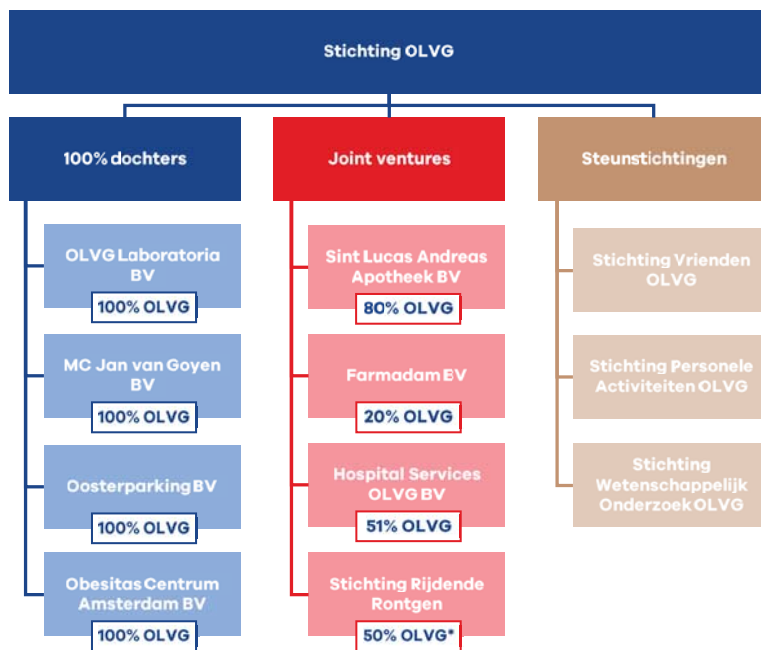 Stichting OLVG
100% dochters
OLVG Laboratoria
BV
100% OLVG
MC Jan van Goyen
BV
100% OLVG
Oosterparking BV
100% OLVG
Obesitas Centrum
Amsterdam BV
100% OLVG
Joint ventures
Sint Lucas Andreas
Apotheek BV
80% OLVG
Farmadam BV
20% OLVG
Hospital Services
OLVG BV
51% OLVG
Stichting Rijdende
Rontgen
50% OLVG*
Steunstichtingen
Stichting Vrienden
OLVG
Stichting Personele
Activiteiten OLVG
Stichting
Wetenschappelijk
Onderzoek OLVG